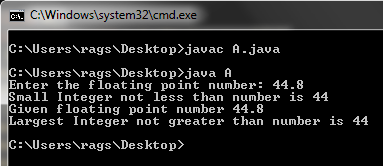 C:\Windows\system32\cmd.exe
C:\Users\rags\Desktop>javac A.java
C:\Users\rags\Desktop>java A
Enter the floating point number: 44.8
Small Integer not less than number is 44
Given floating point number 44.8
Largest Integer not greater than number is 44
C:\Users\rags\Desktop>